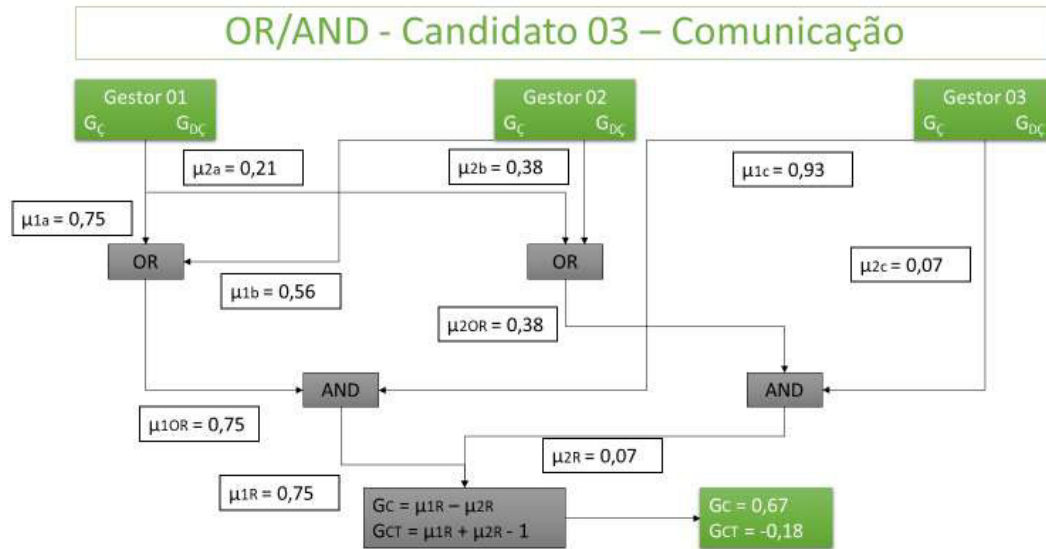 OR/AND - Candidato 03 – Comunicação
Gestor 01
GÇ GDÇ
Gestor 02
GÇ GDÇ
Gestor 03
GÇ GDÇ
μ2a = 0,21
μ2b = 0,38
μ1c = 0,93
μ1a = 0,75
OR
OR
μ2c = 0,07
μ1b = 0,56
μ2OR = 0,38
AND
AND
μ1OR = 0,75
μ2R = 0,07
μ1R = 0,75
GC = μ1R – μ2R
GCT = μ1R + μ2R - 1
GC = 0,67
GCT = -0,18